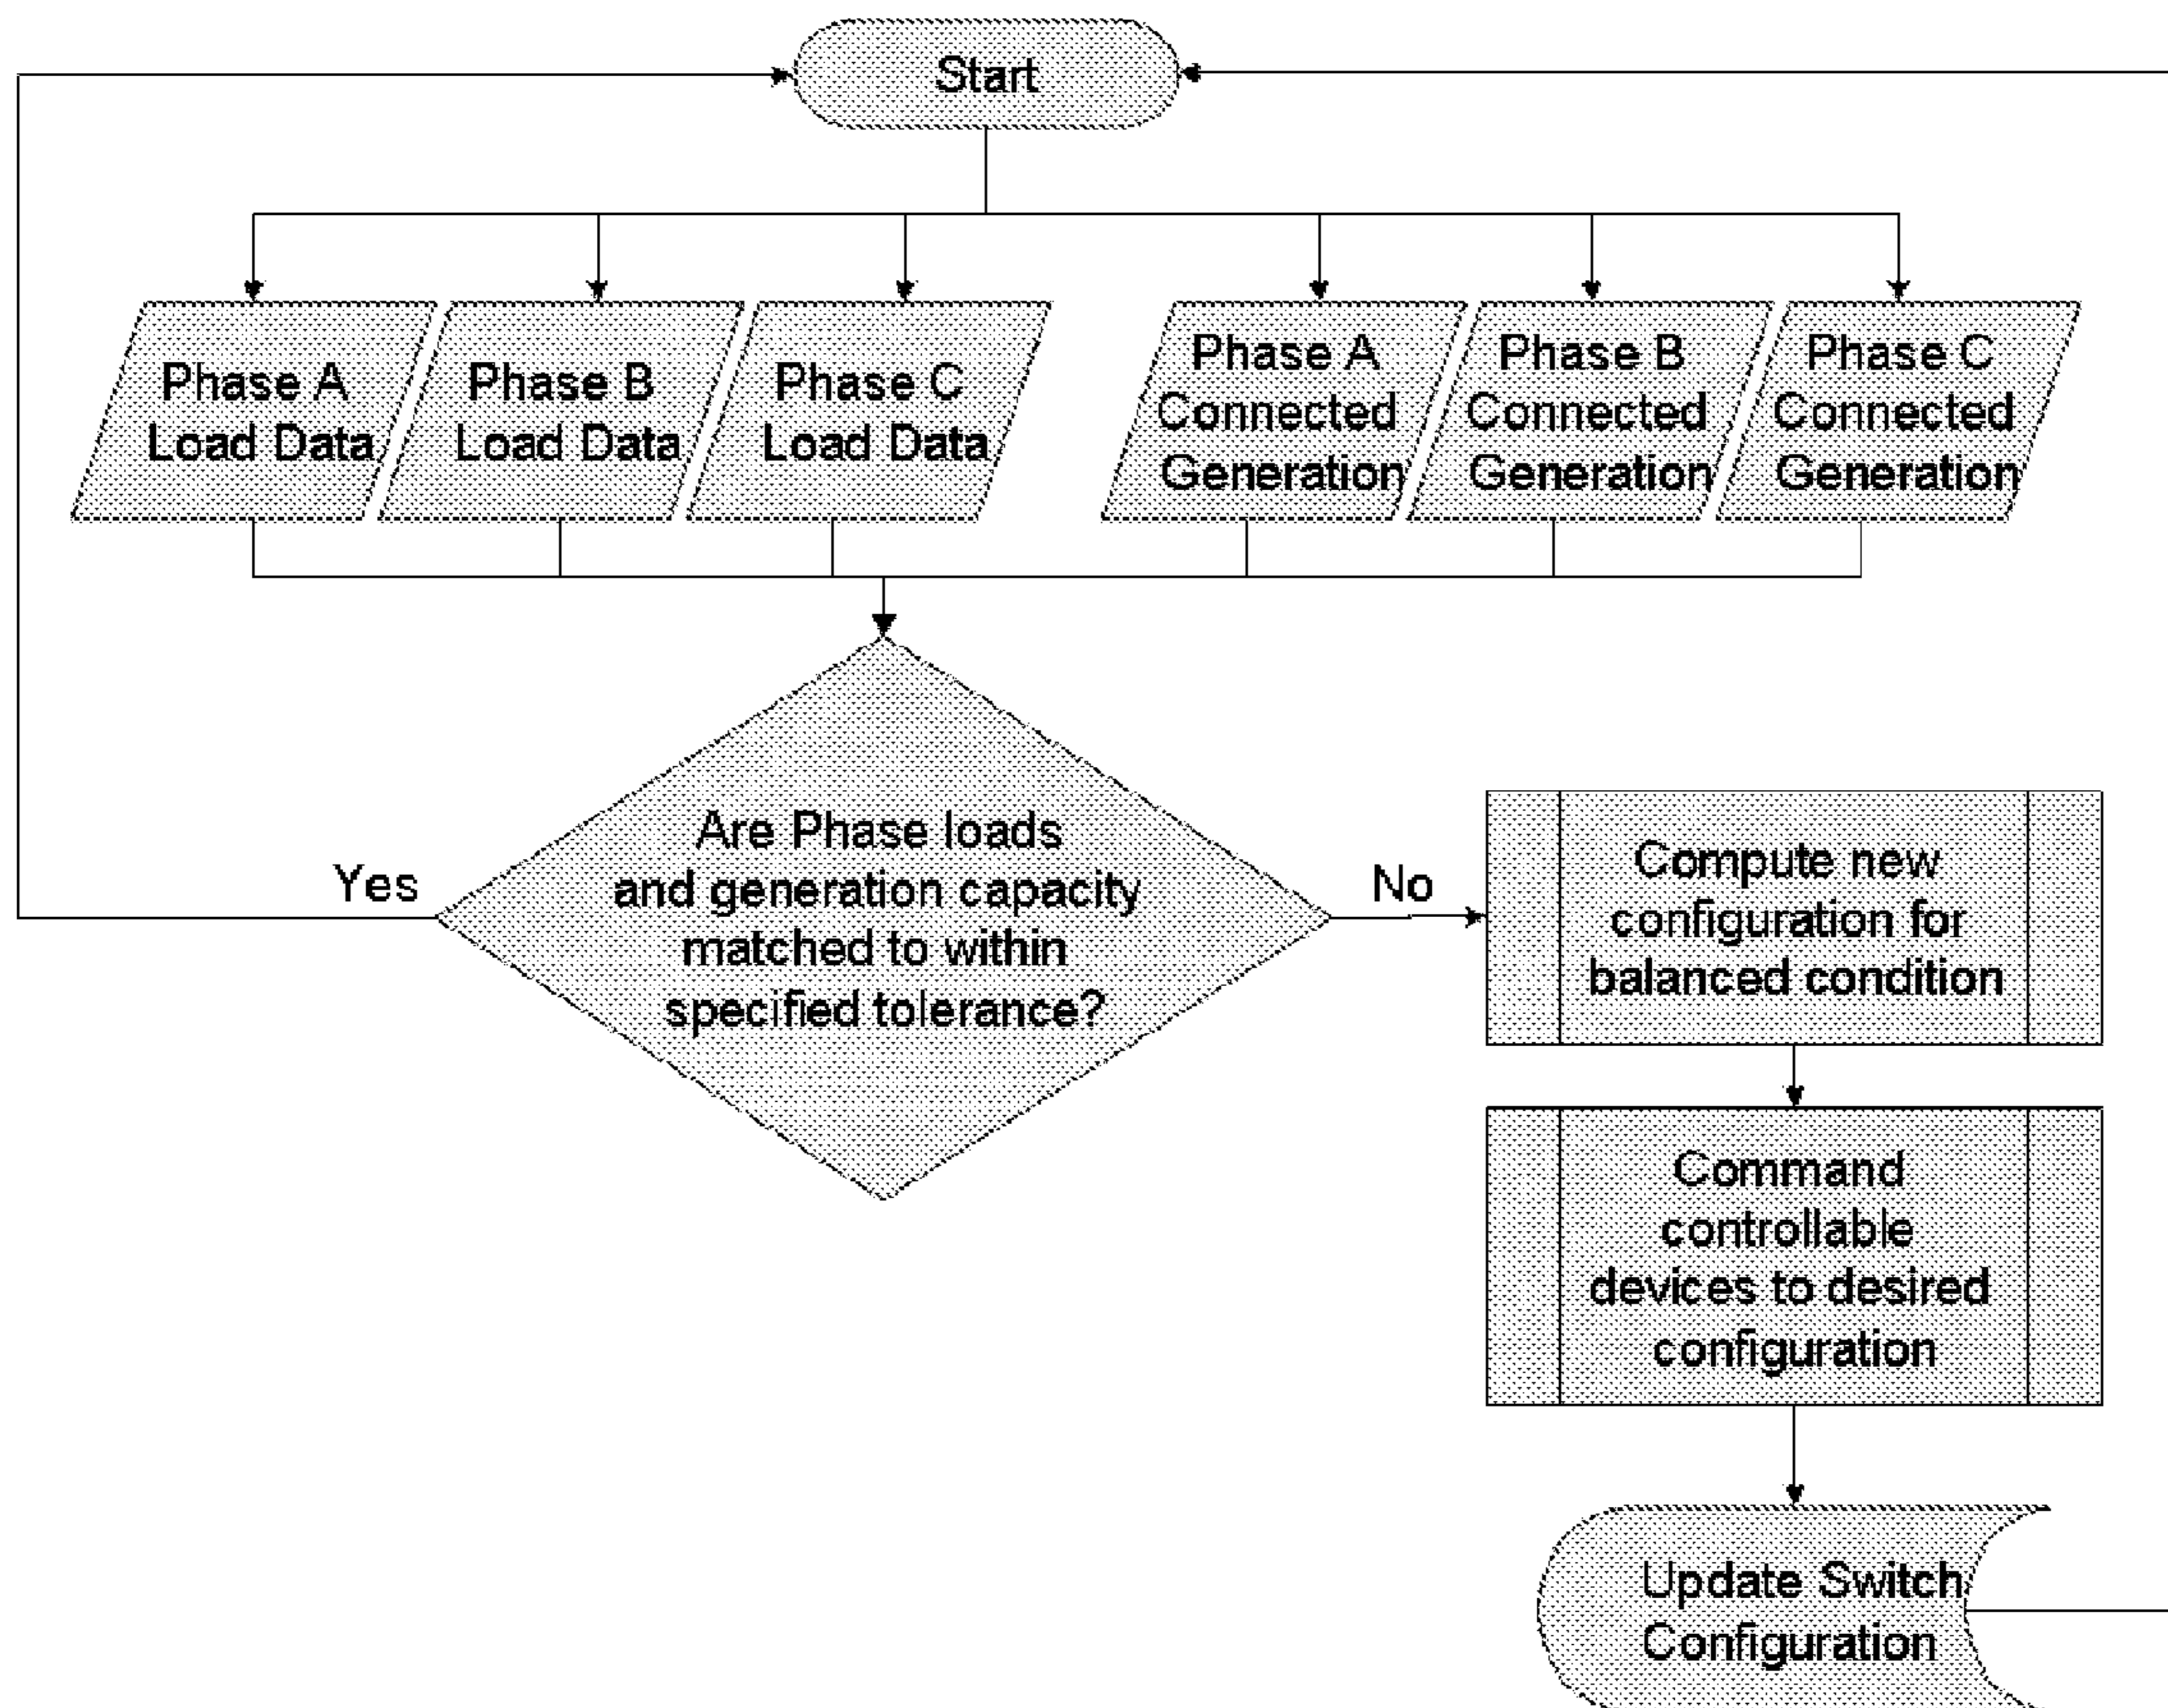 Start
Phase A
Load Data
Phase B
Load Data
Phase C
Load Data
Phase A
Connected
Generation
Phase B
Connected
Generation
Phase C
Connected
Generation
Are Phase loads
and generation capacity
matched to within
specified tolerance?
Yes
No
Compute new
configuration for
balanced condition
Command
controllable
devices to desired
configuration
Update Switch
Configuration